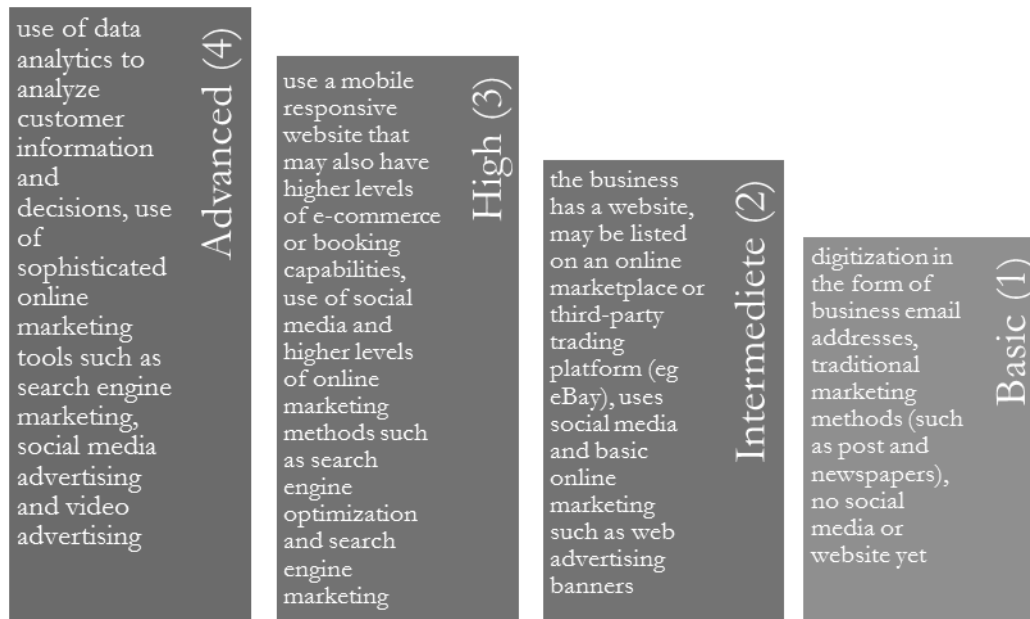 use of data
analytics to
analyze
customer
information
and
decisions, use
of
sophisticated
online
marketing
tools such as
search engine
marketing,
social media
advertising
and video
advertising
Advanced (4)
use a mobile
responsive
website that
may also have
higher levels
of e-commerce
or booking
capabilities,
use of social
media and
higher levels
of online
marketing
methods such
as search
engine
optimization
and search
engine
marketing
High (3)
the business
has a website,
may be listed
on an online
marketplace or
third-party
trading
platform (eg
eBay), uses
social media
and basic
online
marketing
such as web
advertising
banners
Intermediete (2)
digitization in
the form of
business email
addresses,
traditional
marketing
methods (such
as post and
newspapers),
no social
media or
website yet
Basic (1)